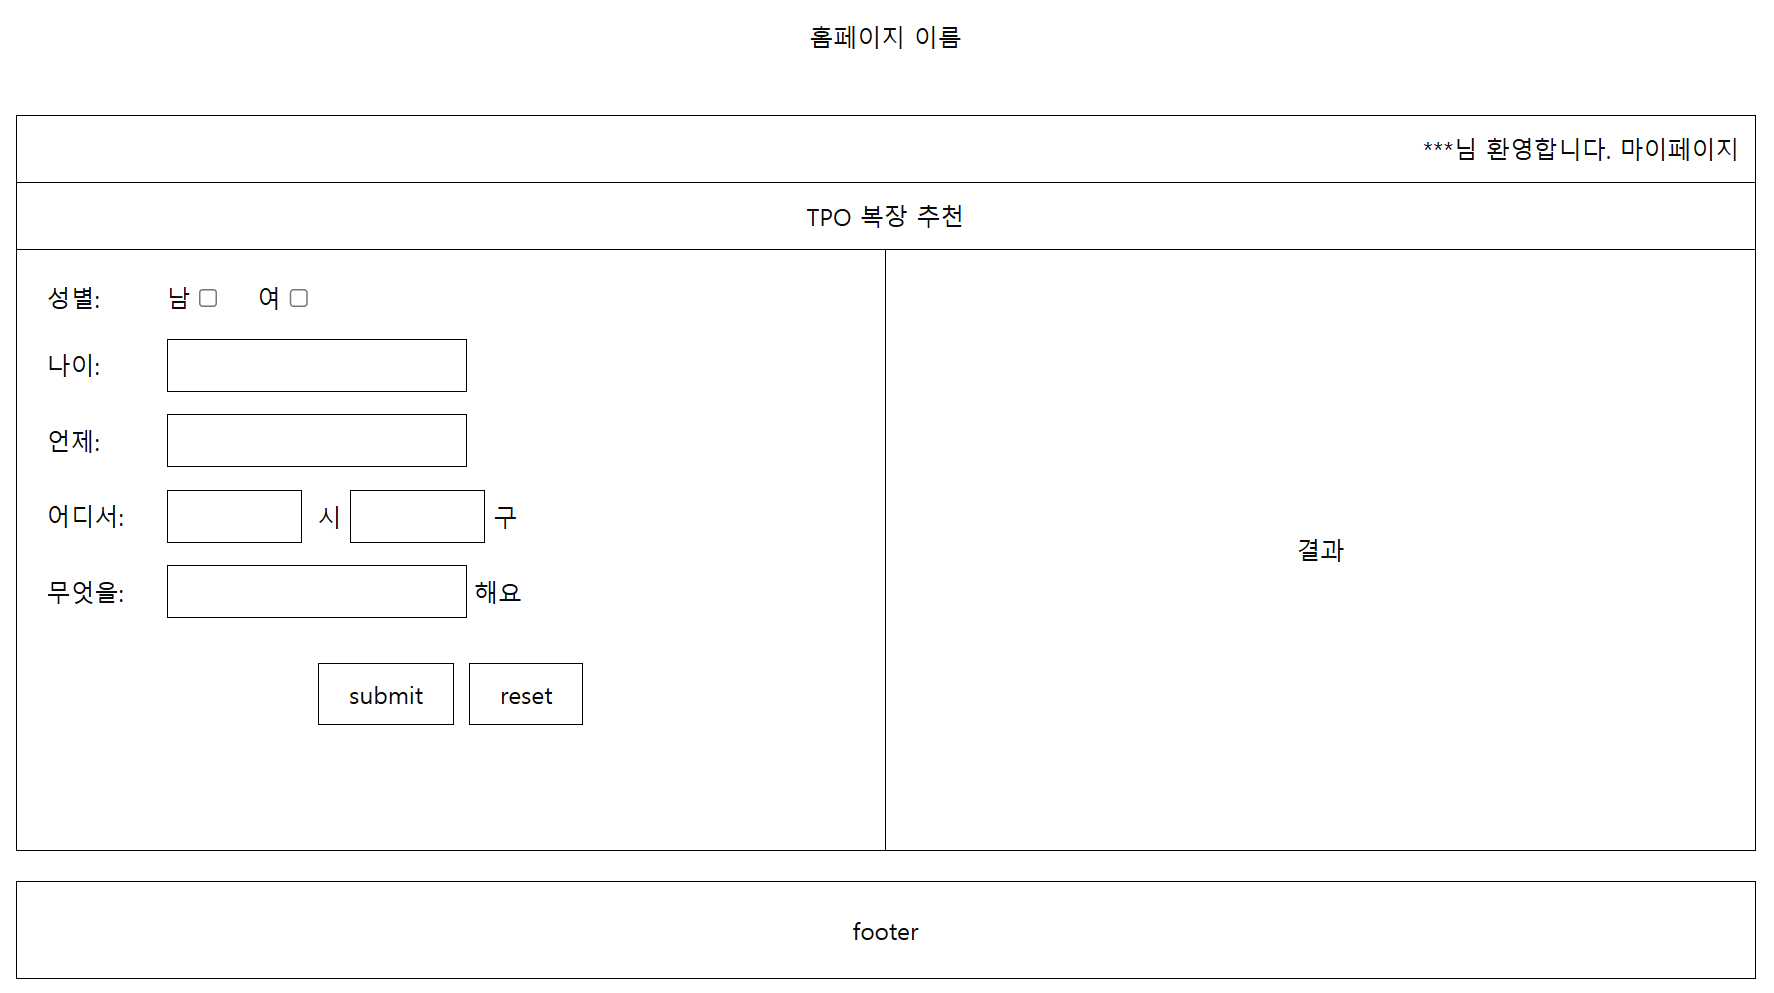 홈페이지 이름
***님 환영합니다. 마이페이지
TPO 복장 추천
성별: 남 여
나이:
언제:
어디서: 시 구
무엇을: 해요
submit reset
결과
footer